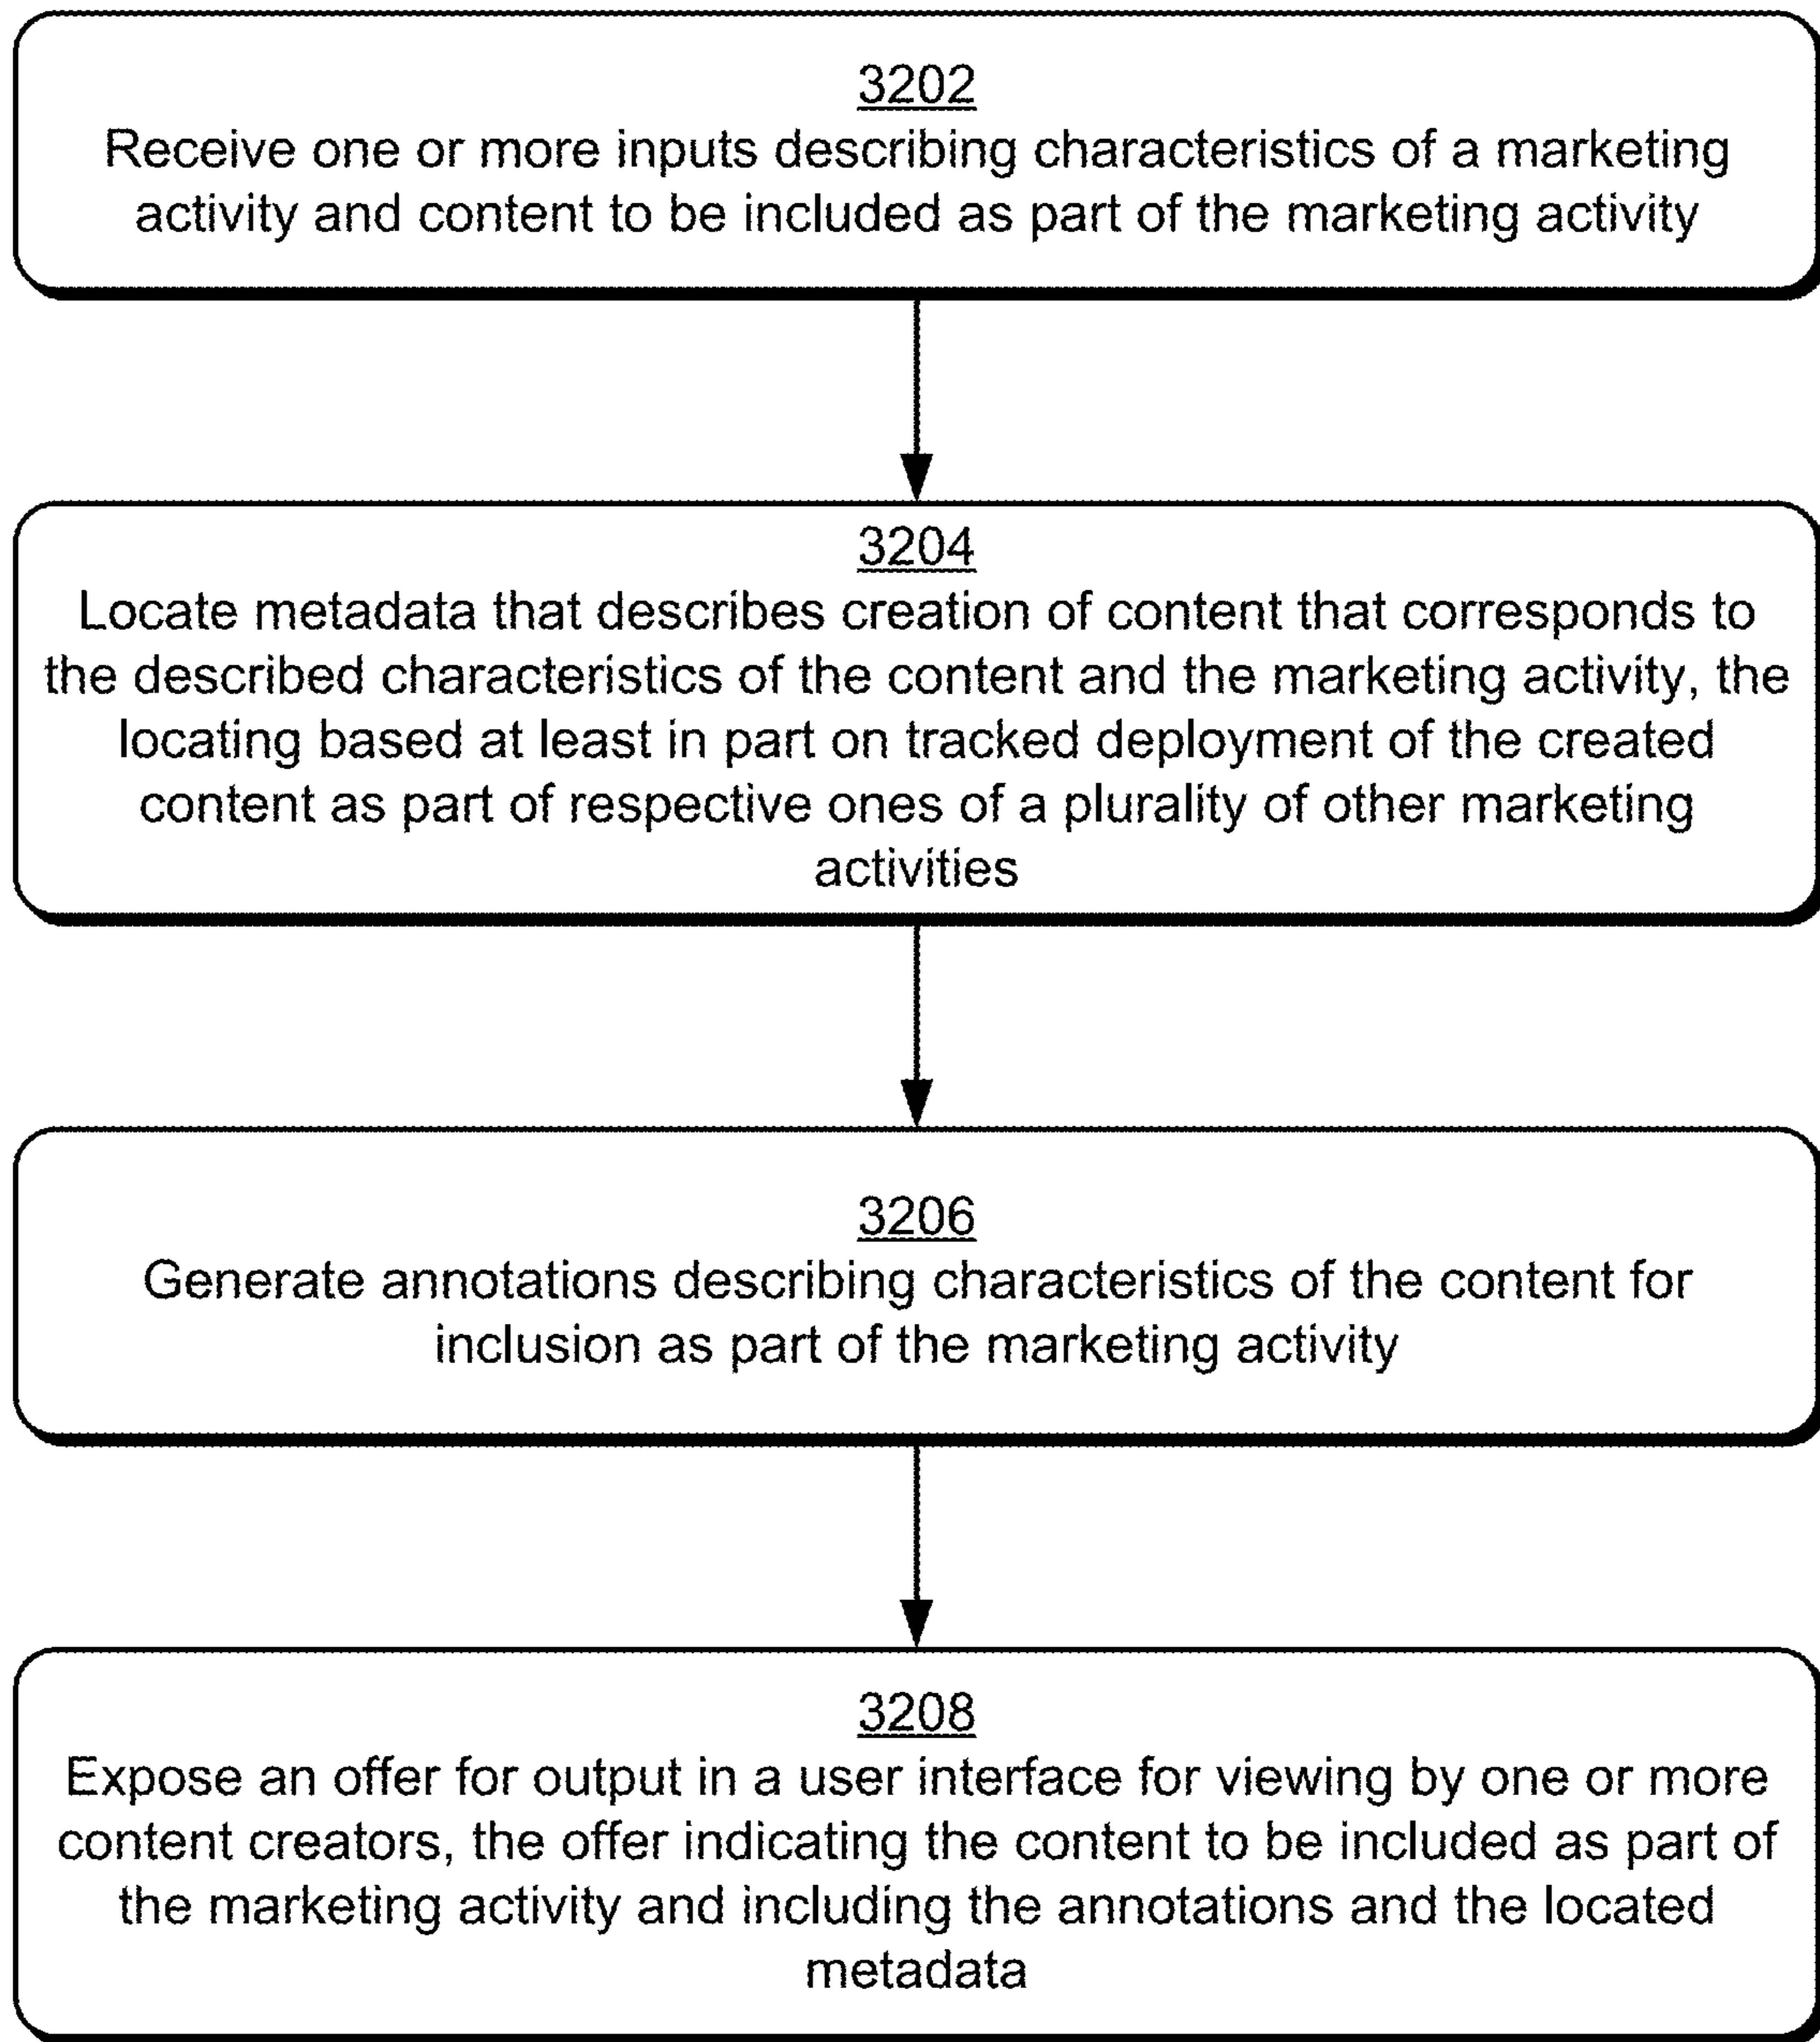 3202
Receive one or more inputs describing characteristics of a marketing
activity and content to be included as part of the marketing activity
3204
Locate metadata that describes creation of content that corresponds to
the described characteristics of the content and the marketing activity, the
locating based at least in part on tracked deployment of the created
content as part of respective ones of a plurality of other marketing
activities
3206
Generate annotations describing characteristics of the content for
inclusion as part of the marketing activity
3208
Expose an offer for output in a user interface for viewing by one or more
content creators, the offer indicating the content to be included as part of
the marketing activity and including the annotations and the located
metadata